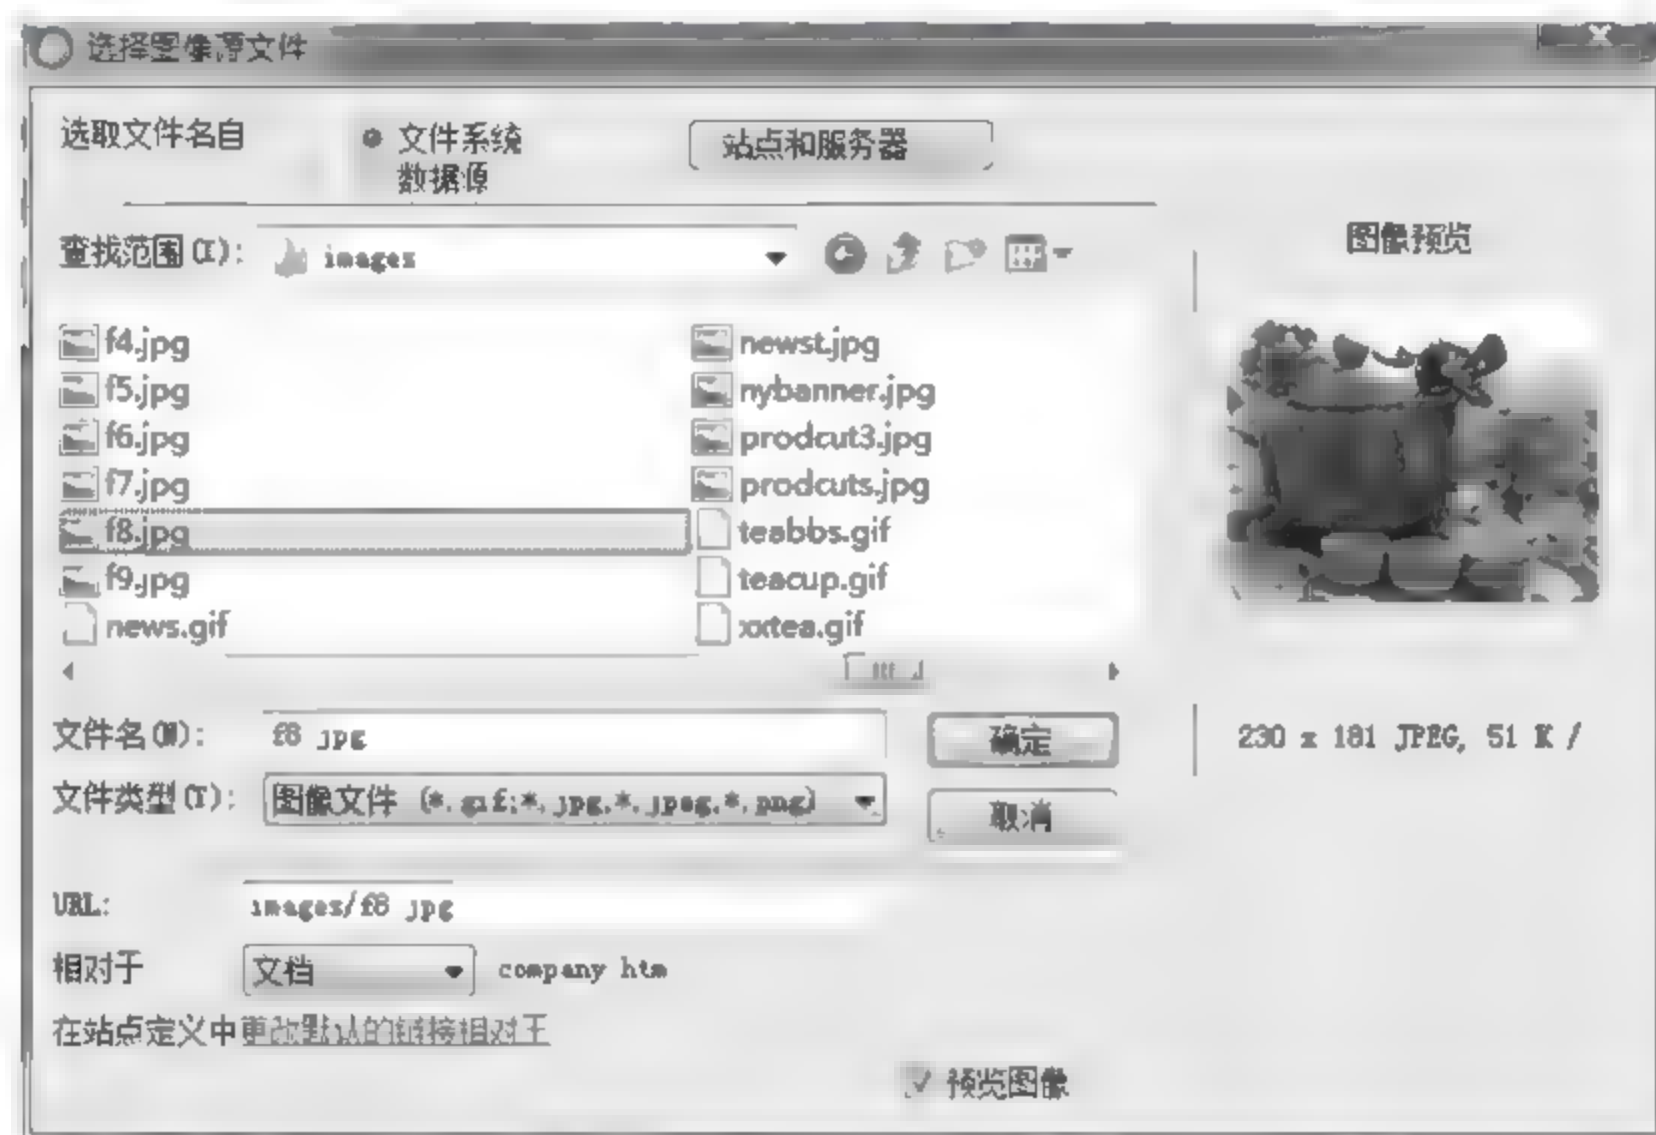 选择图像源文件
选取文件名自
文件系统
站点和服务器
数据源
查找范围(I):
images
图像预览
f4.jpg
f5.jpg
f6.jpg
f7.jpg
f8.jpg
f9.jpg
news.gif
newst.jpg
nybanner.jpg
prodcut3.jpg
prodcuts.jpg
teabbs.gif
teacup.gif
xxtea.gif
文件名(N):
f8 jpg
确定
230 x 181 JPEG, 51 K /
文件类型(T):
图像文件 (*.gif;*.jpg,*.jpeg,*.png)
取消
URL:
images/f8 jpg
相对于
文档
company htm
在站点定义中更改默认的链接相对于
预览图像